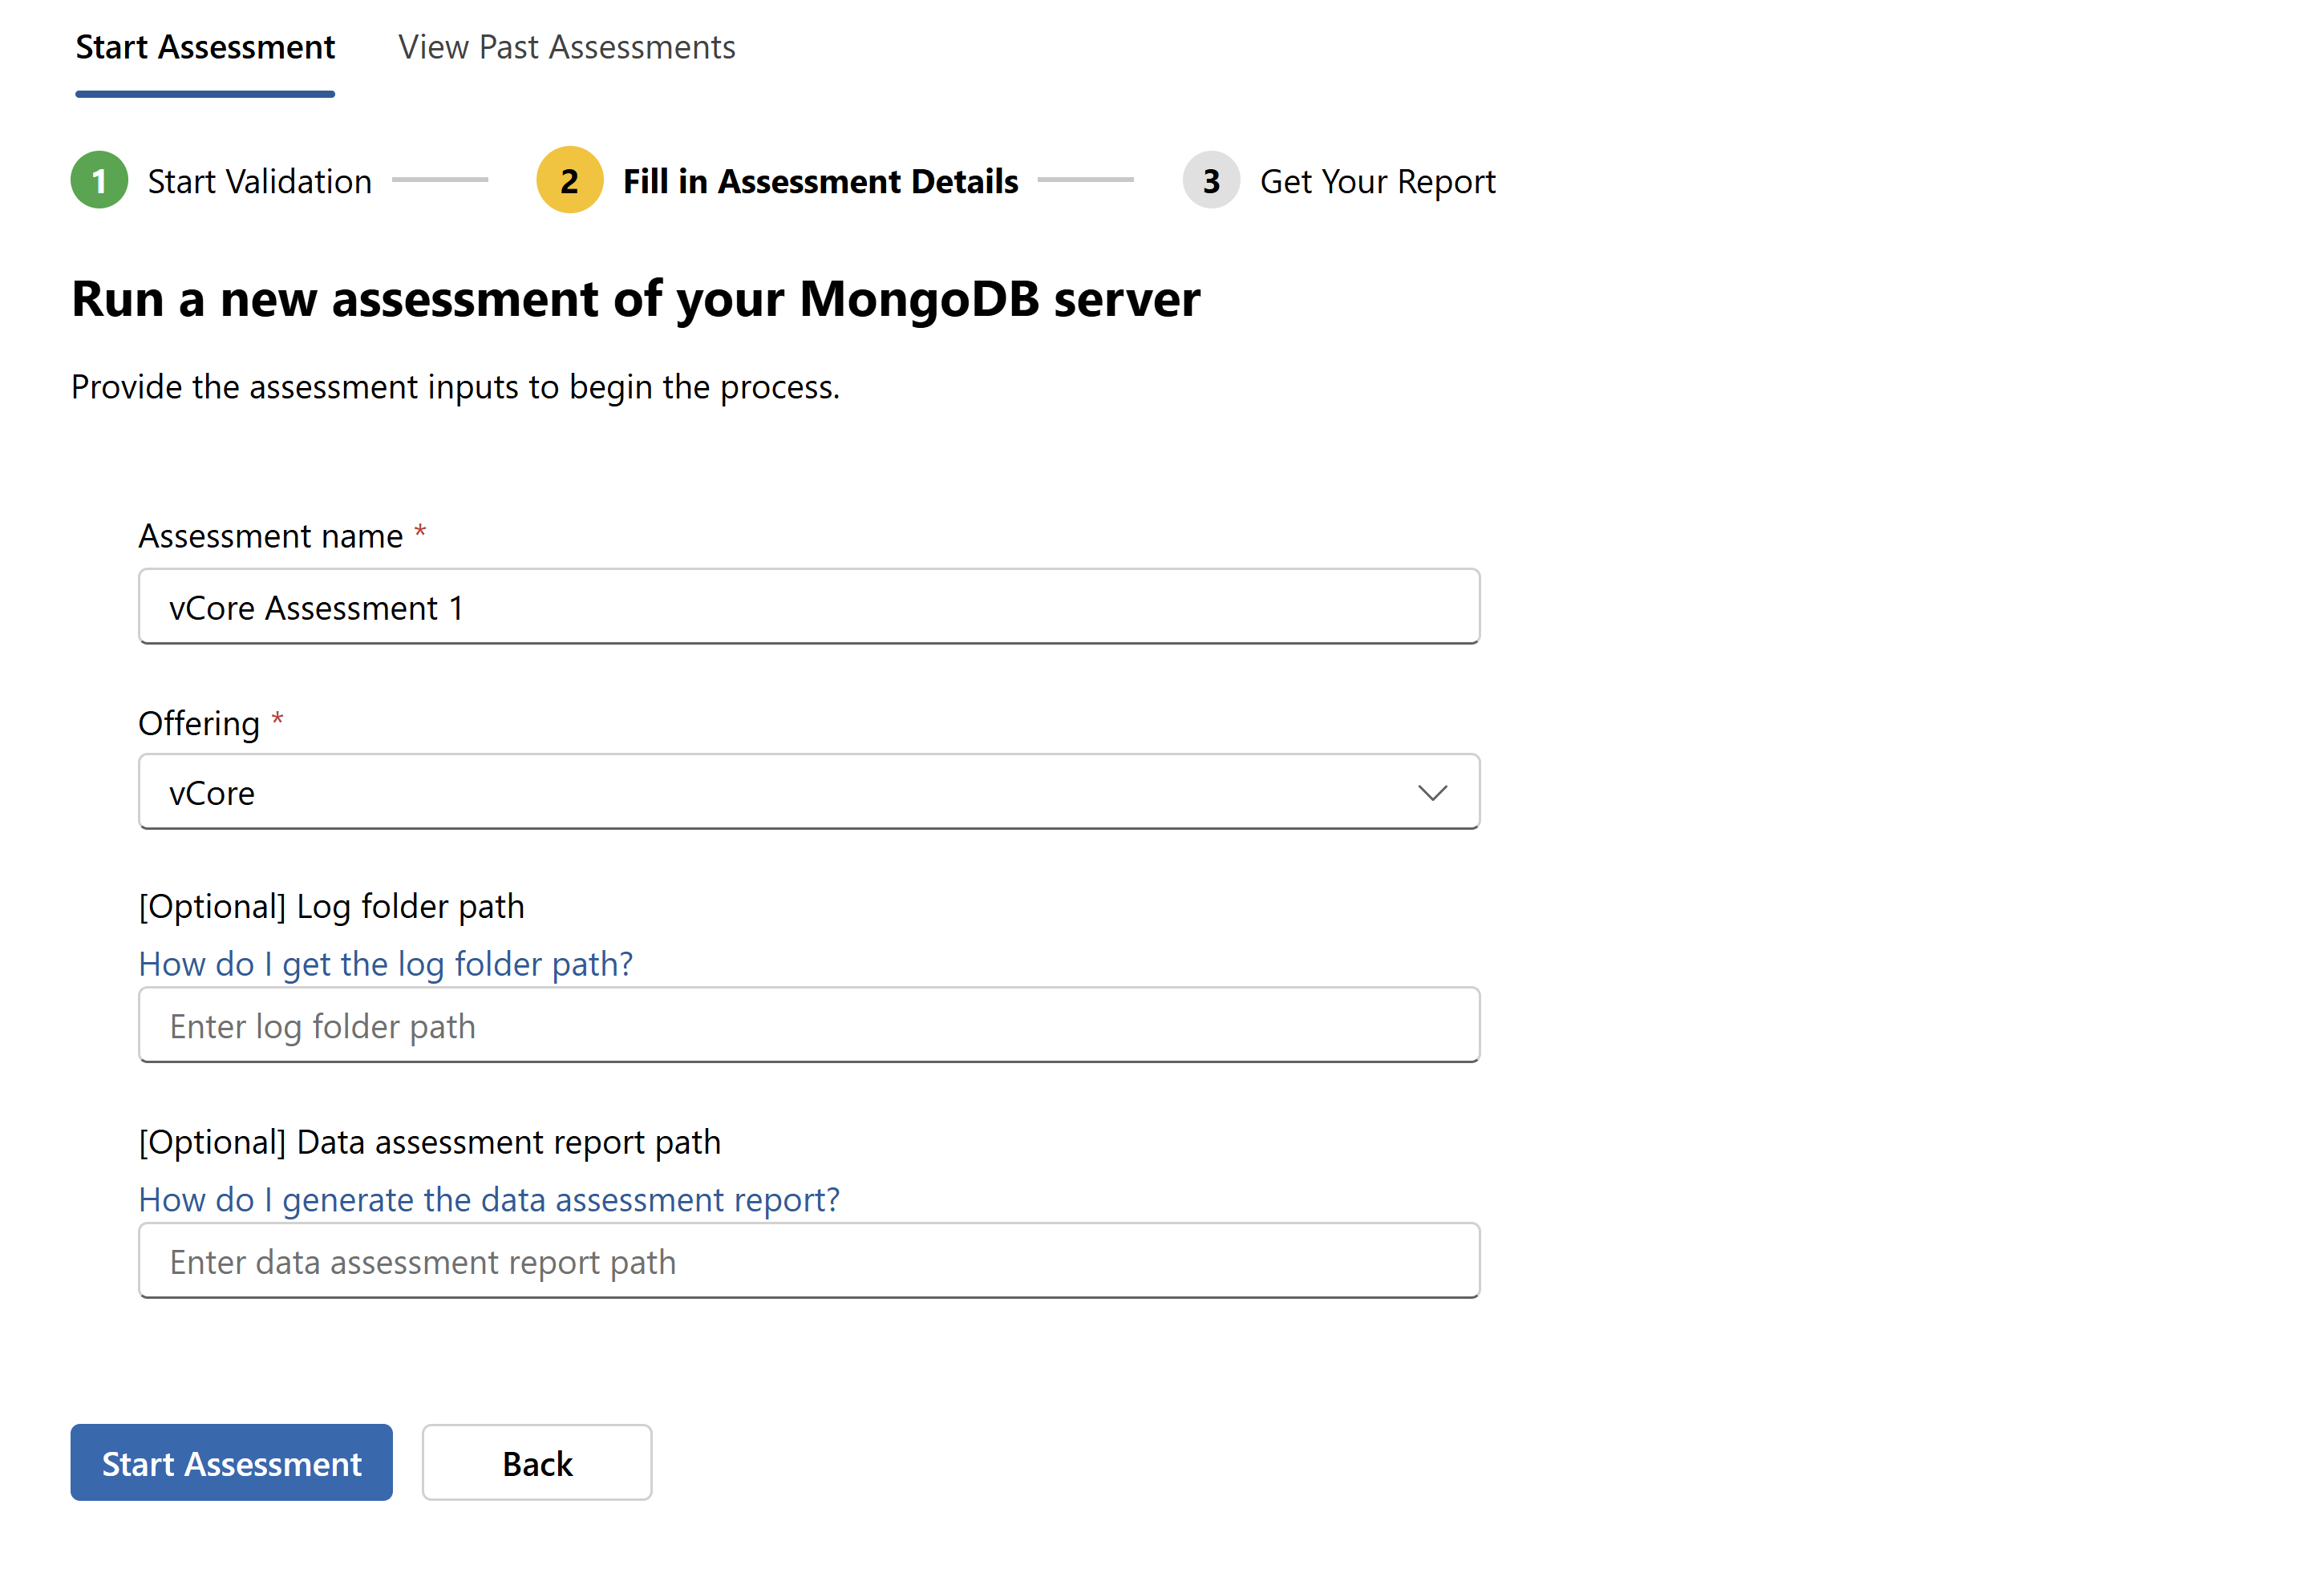 Start Assessment View Past Assessments
1 Start Validation 2 Fill in Assessment Details 3 Get Your Report
Run a new assessment of your MongoDB server
Provide the assessment inputs to begin the process.
Assessment name *
vCore Assessment 1
Offering *
vCore
[Optional] Log folder path
How do I get the log folder path?
Enter log folder path
[Optional] Data assessment report path
How do I generate the data assessment report?
Enter data assessment report path
Start Assessment Back